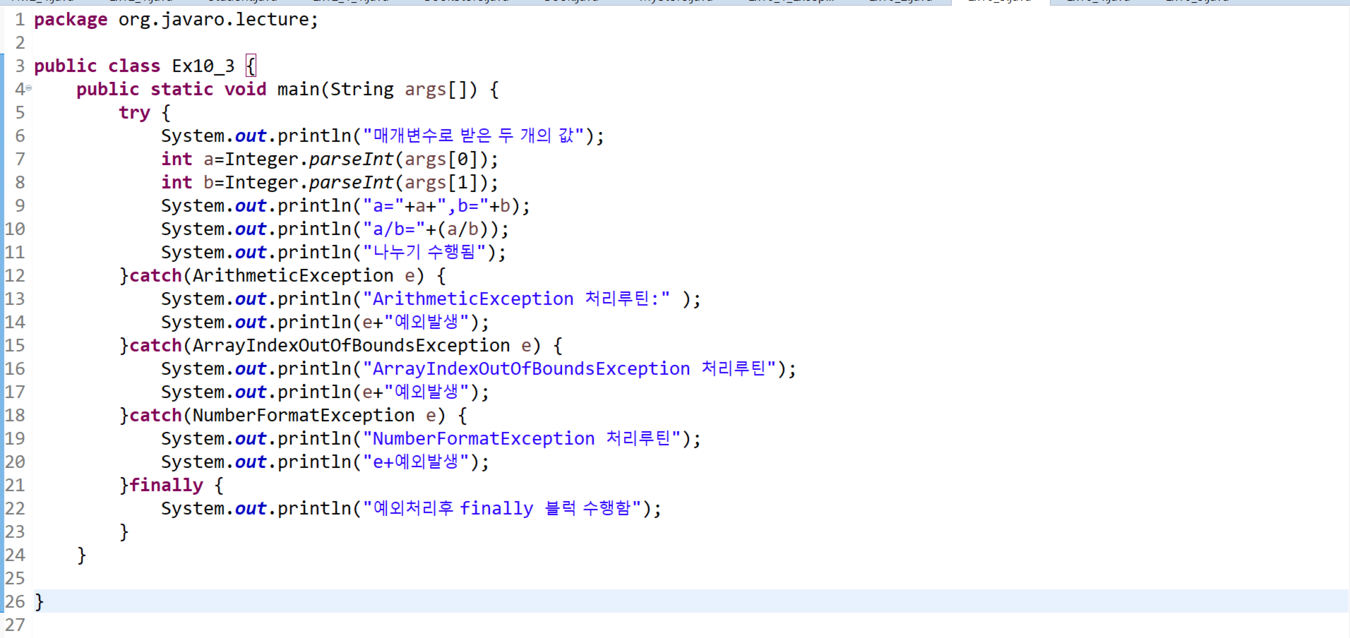 1 package org.javaro.lecture;
2
3 public class Ex10_3 {
4     public static void main(String args[]) {
5         try {
6             System.out.println("매개변수로 받은 두 개의 값");
7             int a=Integer.parseInt(args[0]);
8             int b=Integer.parseInt(args[1]);
9             System.out.println("a="+a+",b="+b);
10             System.out.println("a/b="+(a/b));
11             System.out.println("나누기 수행됨");
12         }catch(ArithmeticException e) {
13             System.out.println("ArithmeticException 처리루틴:" );
14             System.out.println(e+"예외발생");
15         }catch(ArrayIndexOutOfBoundsException e) {
16             System.out.println("ArrayIndexOutOfBoundsException 처리루틴");
17             System.out.println(e+"예외발생");
18         }catch(NumberFormatException e) {
19             System.out.println("NumberFormatException 처리루틴");
20             System.out.println("e+예외발생");
21         }finally {
22             System.out.println("예외처리후 finally 블럭 수행함");
23         }
24     }
25
26 }
27